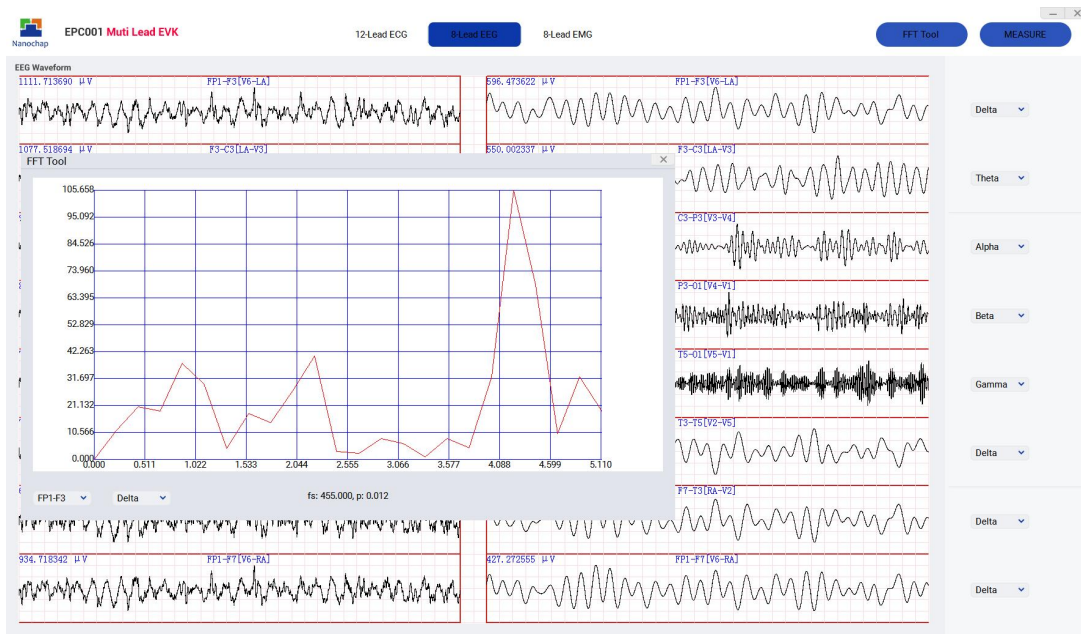 Nanochap
EPC001 Muti Lead EVK
12-Lead ECG
8-Lead EEG
8-Lead EMG
FFT Tool
MEASURE
EEG Waveform
1111.713690 μV FP1-F3[V6-LA]
596.473622 μV FP1-F3[V6-LA]
Delta
1077.518694 μV F3-C3[LA-V3]
550.002337 μV F3-C3[LA-V3]
Theta
C3-P3[V3-V4]
Alpha
P3-O1[V4-V1]
Beta
T5-O1[V5-V1]
Gamma
T3-T5[V2-V5]
Delta
F7-T3[RA-V2]
Delta
934.718342 μV FP1-F7[V6-RA]
427.272555 μV FP1-F7[V6-RA]
Delta
FFT Tool
105.658
95.092
84.526
73.960
63.395
52.829
42.263
31.697
21.132
10.566
0.000
0.000 0.511 1.022 1.533 2.044 2.555 3.066 3.577 4.088 4.599 5.110
FP1-F3
Delta
fs: 455.000, p: 0.012